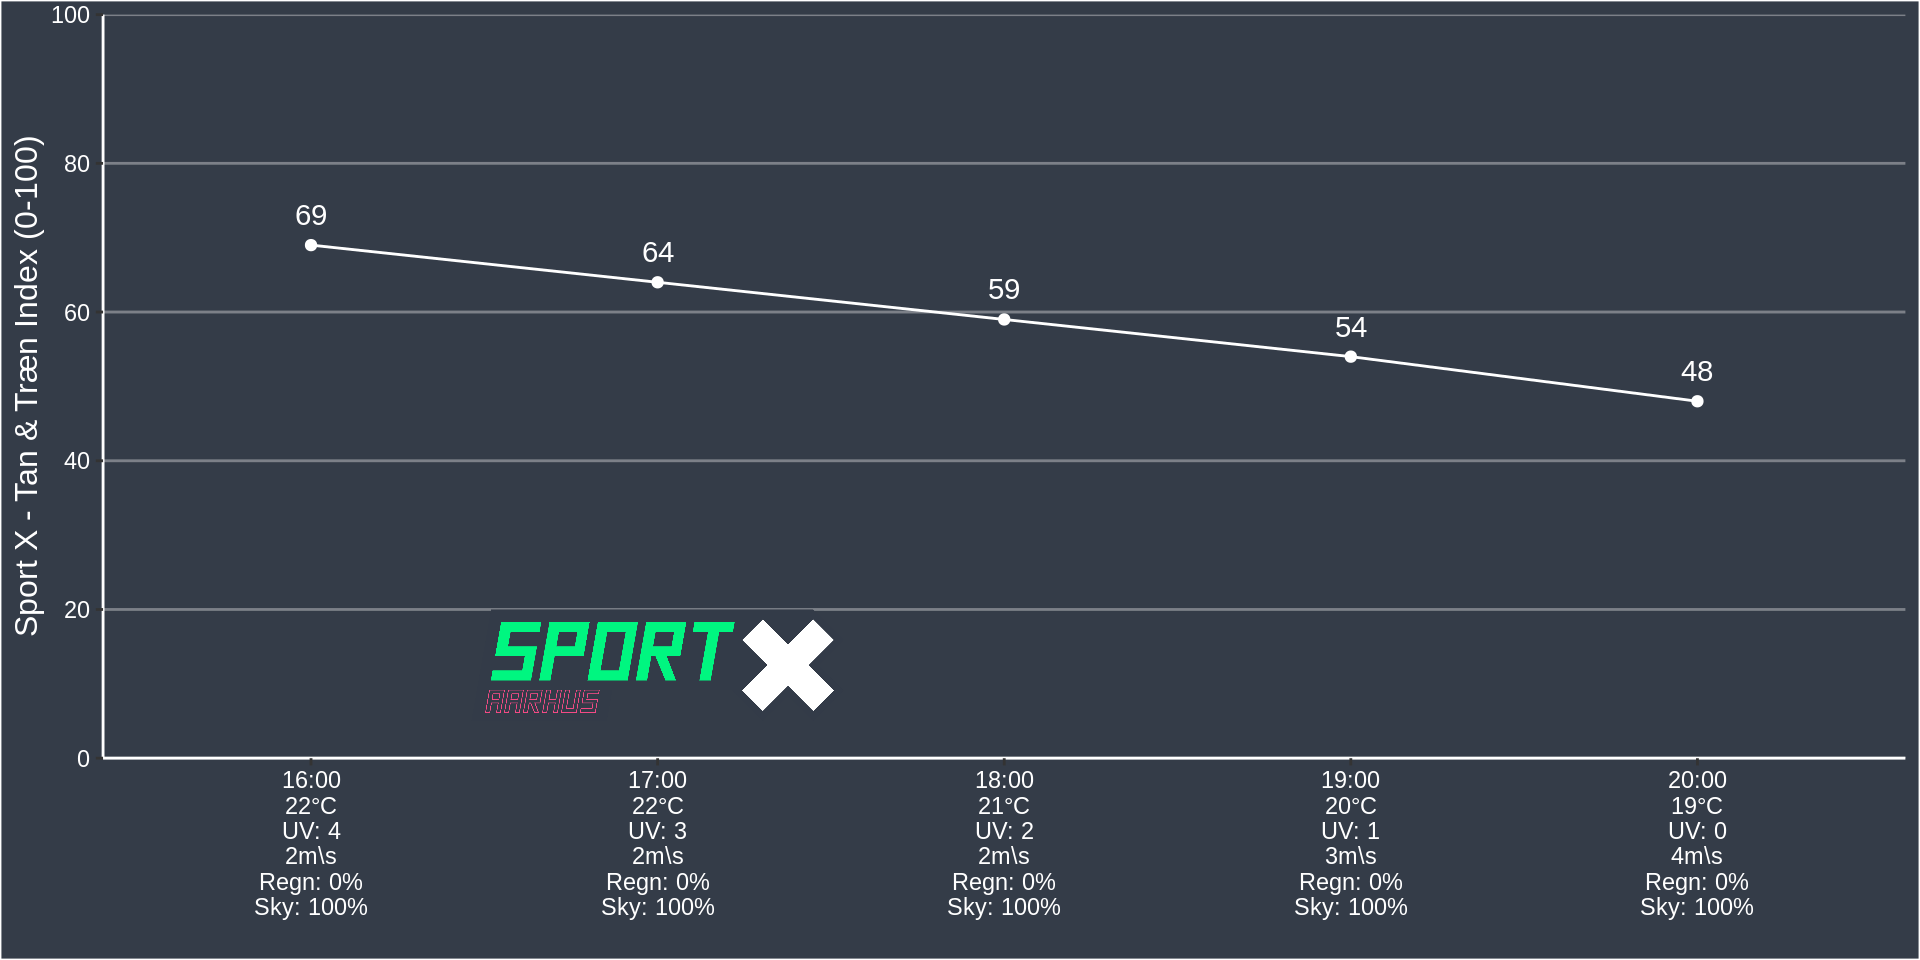 Sport X - Tan & Træn Index (0-100)
100
80
60
40
20
0
69
64
59
54
48
SPORT X
AARHUS
16:00
22°C
UV: 4
2m\s
Regn: 0%
Sky: 100%
17:00
22°C
UV: 3
2m\s
Regn: 0%
Sky: 100%
18:00
21°C
UV: 2
2m\s
Regn: 0%
Sky: 100%
19:00
20°C
UV: 1
3m\s
Regn: 0%
Sky: 100%
20:00
19°C
UV: 0
4m\s
Regn: 0%
Sky: 100%